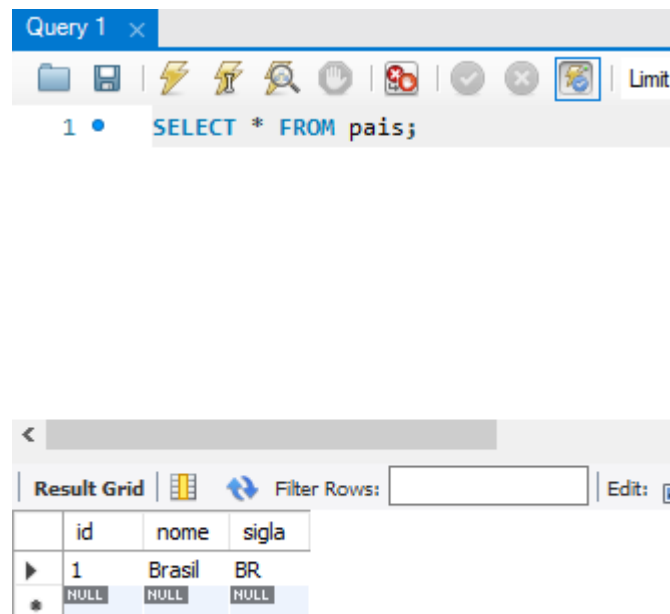 Query 1
Limit
1 SELECT * FROM pais;
Result Grid Filter Rows: Edit:
id nome sigla
1 Brasil BR
NULL NULL NULL